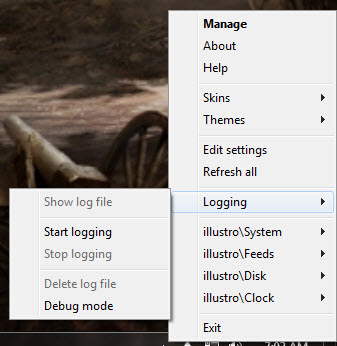 Manage
About
Help
Skins
Themes
Edit settings
Refresh all
Logging
illustro\System
illustro\Feeds
illustro\Disk
illustro\Clock
Exit
Show log file
Start logging
Stop logging
Delete log file
Debug mode